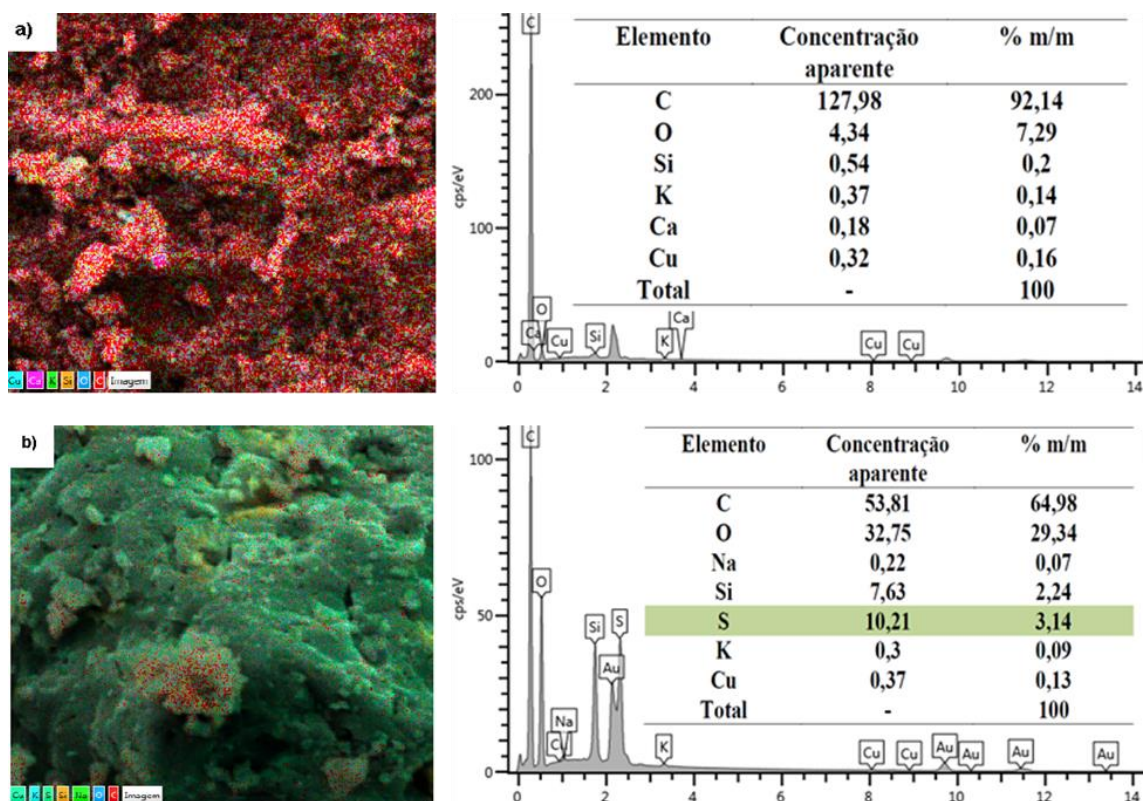 a)
Cu Ca K Si O C Imagem
cps/eV
200
100
0
C
O
Ca
Cu
Si
K
Ca
Cu
Cu
0 2 4 6 8 10 12 14
Elemento Concentração aparente % m/m
C 127,98 92,14
O 4,34 7,29
Si 0,54 0,2
K 0,37 0,14
Ca 0,18 0,07
Cu 0,32 0,16
Total - 100
b)
Cu K S Si Na O C Imagem
cps/eV
100
50
0
C
O
Cu
Na
Si
Au
S
K
Cu
Cu
Au
Au
Au
Au
0 2 4 6 8 10 12 14
Elemento Concentração aparente % m/m
C 53,81 64,98
O 32,75 29,34
Na 0,22 0,07
Si 7,63 2,24
S 10,21 3,14
K 0,3 0,09
Cu 0,37 0,13
Total - 100